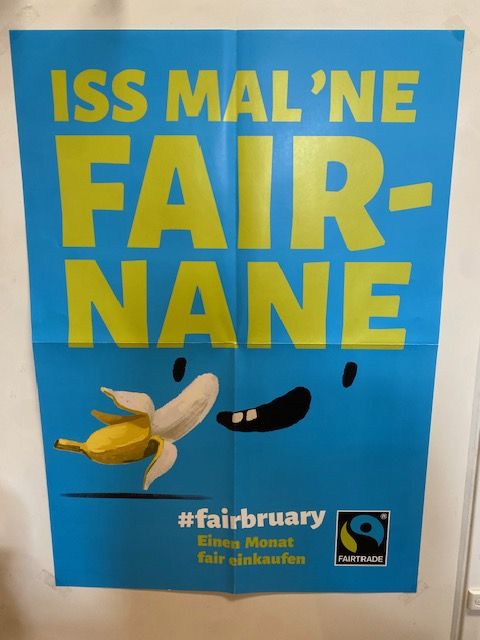 ISS MAL 'NE
FAIR-
NANE
#fairbruary
Einen Monat
fair einkaufen
FAIRTRADE
®